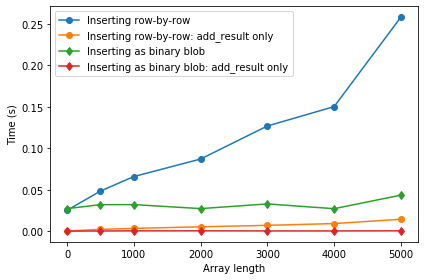 Inserting row-by-row
Inserting row-by-row: add_result only
Inserting as binary blob
Inserting as binary blob: add_result only
0.25
0.20
0.15
0.10
0.05
0.00
Time (s)
0 1000 2000 3000 4000 5000
Array length